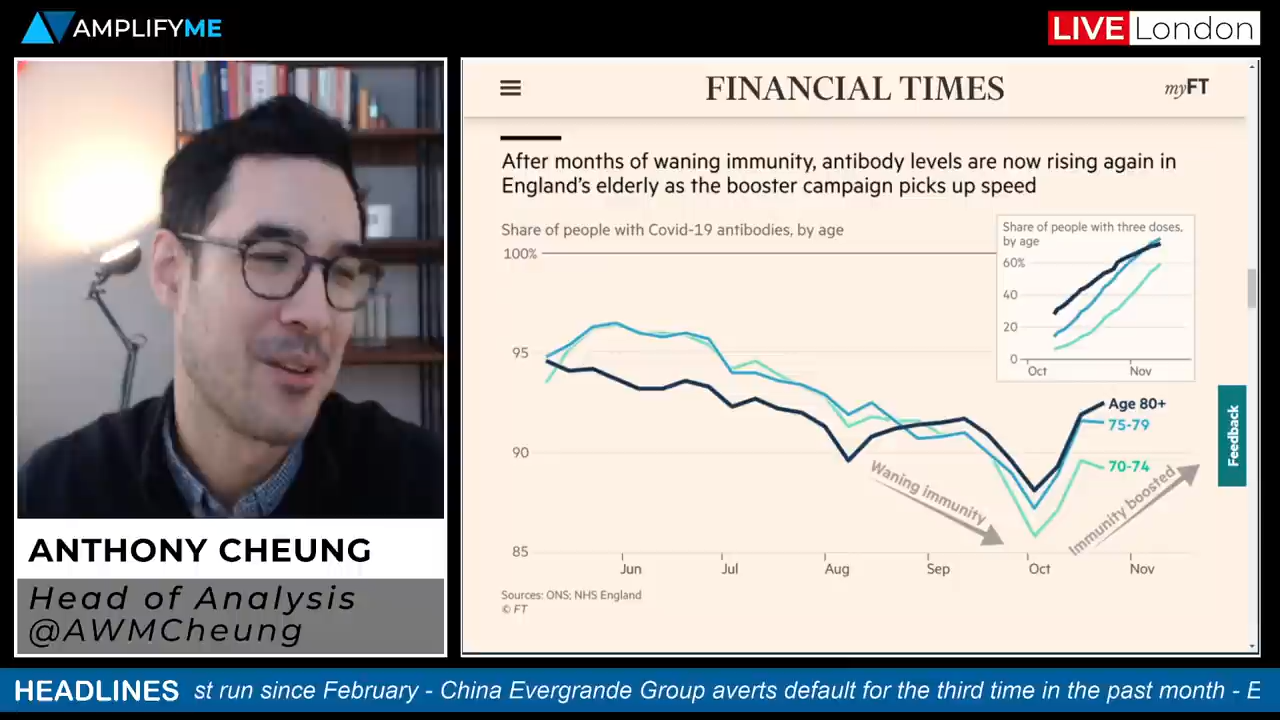 AMPLIFYME
LIVE London
FINANCIAL TIMES
myFT
After months of waning immunity, antibody levels are now rising again in
England's elderly as the booster campaign picks up speed
Share of people with Covid-19 antibodies, by age
100%
95
90
85
Jun
Jul
Aug
Sep
Oct
Nov
Share of people with three doses,
by age
60%
40
20
0
Oct
Nov
Age 80+
75-79
70-74
Waning immunity
Immunity boosted
Sources: ONS; NHS England
© FT
Feedback
ANTHONY CHEUNG
Head of Analysis
@AWMCheung
HEADLINES st run since February - China Evergrande Group averts default for the third time in the past month - E